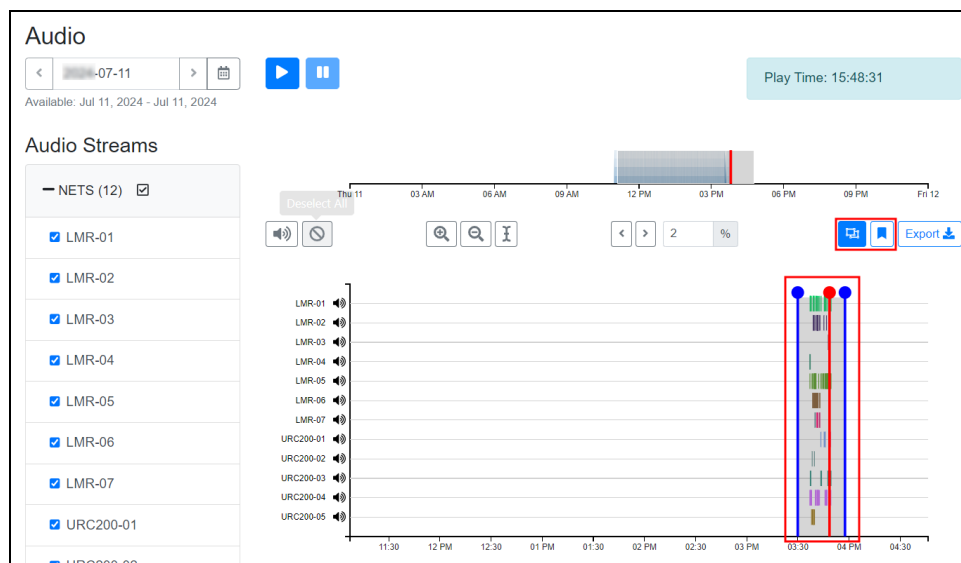 Audio
-07-11
Play Time: 15:48:31
Available: Jul 11, 2024 - Jul 11, 2024
Audio Streams
NETS (12)
Thu 11 03 AM 06 AM 09 AM 12 PM 03 PM 06 PM 09 PM Fri 12
Deselect All
2 %
Export
LMR-01
LMR-02
LMR-03
LMR-04
LMR-05
LMR-06
LMR-07
URC200-01
LMR-01
LMR-02
LMR-03
LMR-04
LMR-05
LMR-06
LMR-07
URC200-01
URC200-02
URC200-03
URC200-04
URC200-05
11:30 12 PM 12:30 01 PM 01:30 02 PM 02:30 03 PM 03:30 04 PM 04:30